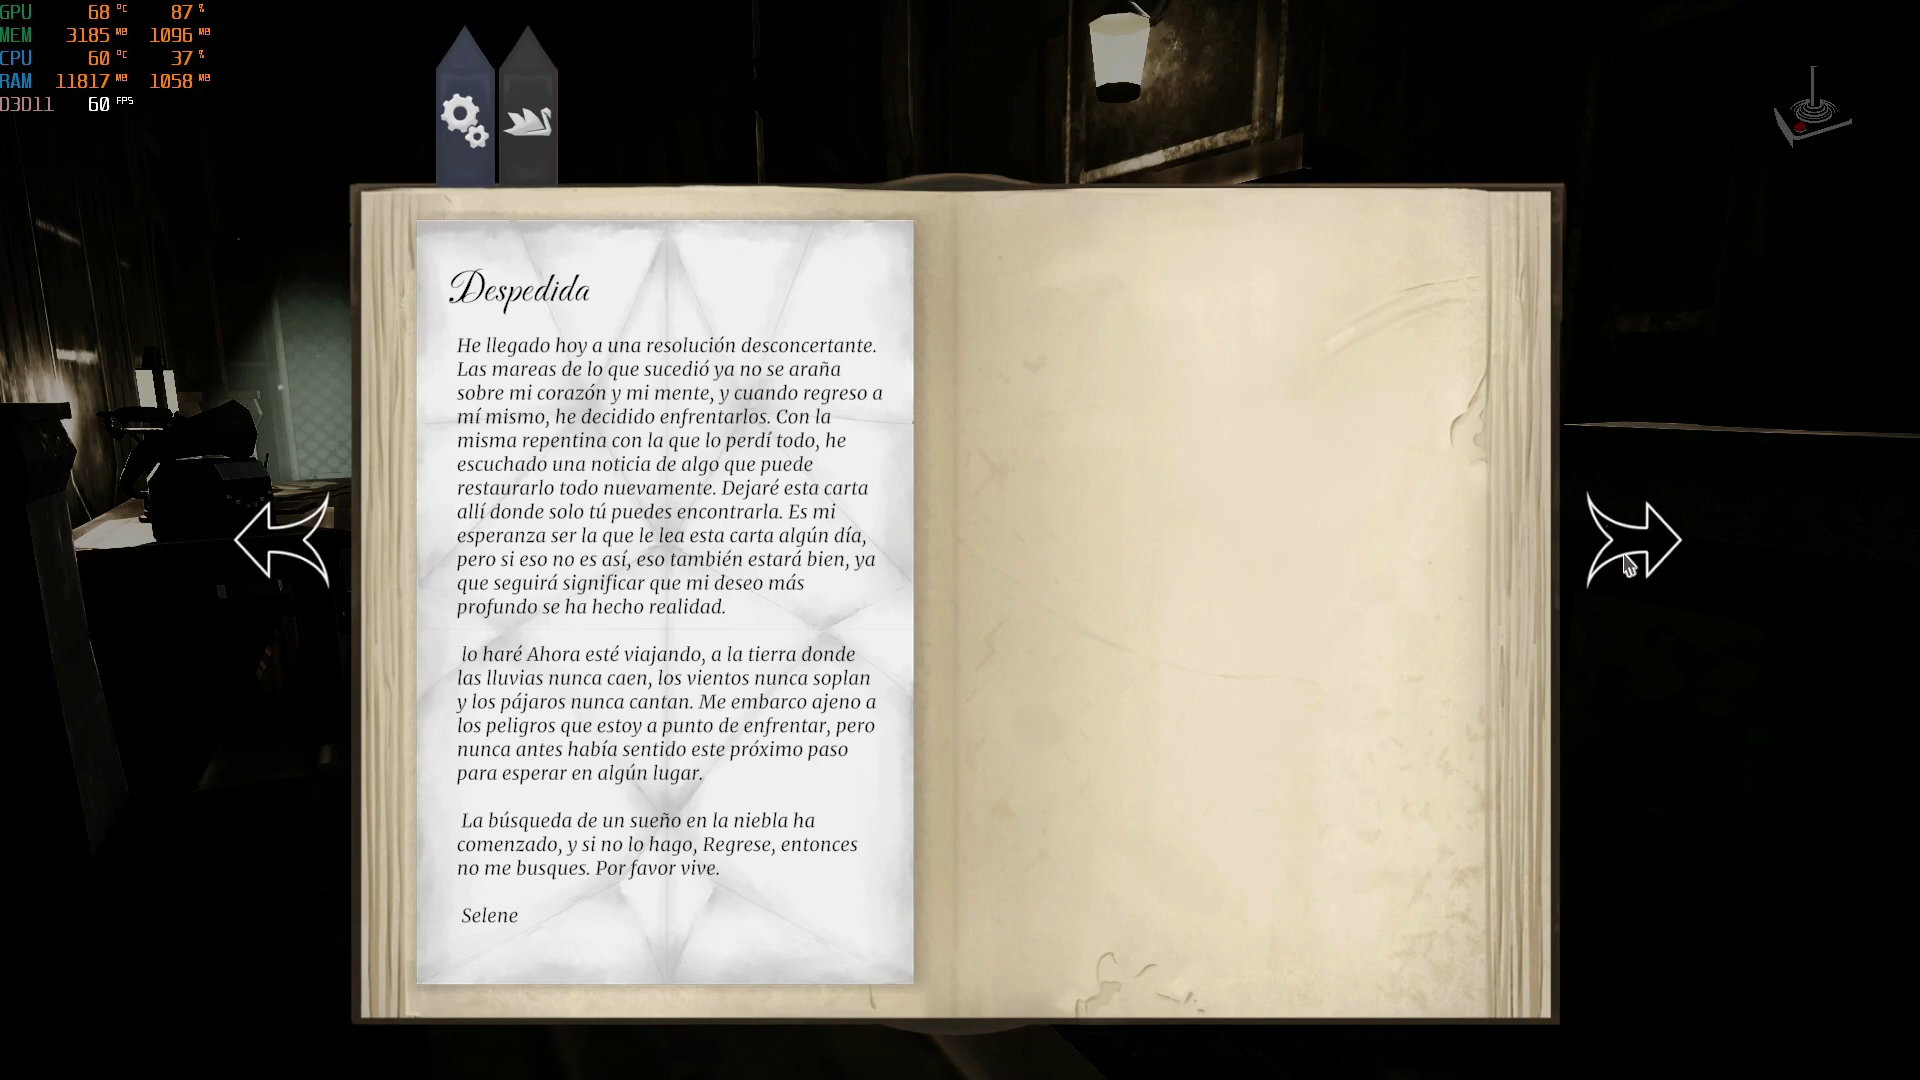 GPU 68 °C 87 %
MEM 3185 MB 1096 MB
CPU 60 °C 37 %
RAM 11817 MB 1058 MB
D3D11 60 FPS
Despedida
He llegado hoy a una resolución desconcertante.
Las mareas de lo que sucedió ya no se araña
sobre mi corazón y mi mente, y cuando regreso a
mí mismo, he decidido enfrentarlos. Con la
misma repentina con la que lo perdí todo, he
escuchado una noticia de algo que puede
restaurarlo todo nuevamente. Dejaré esta carta
allí donde solo tú puedes encontrarla. Es mi
esperanza ser la que le lea esta carta algún día,
pero si eso no es así, eso también estará bien, ya
que seguirá significar que mi deseo más
profundo se ha hecho realidad.
lo haré Ahora esté viajando, a la tierra donde
las lluvias nunca caen, los vientos nunca soplan
y los pájaros nunca cantan. Me embarco ajeno a
los peligros que estoy a punto de enfrentar, pero
nunca antes había sentido este próximo paso
para esperar en algún lugar.
La búsqueda de un sueño en la niebla ha
comenzado, y si no lo hago, Regrese, entonces
no me busques. Por favor vive.
Selene